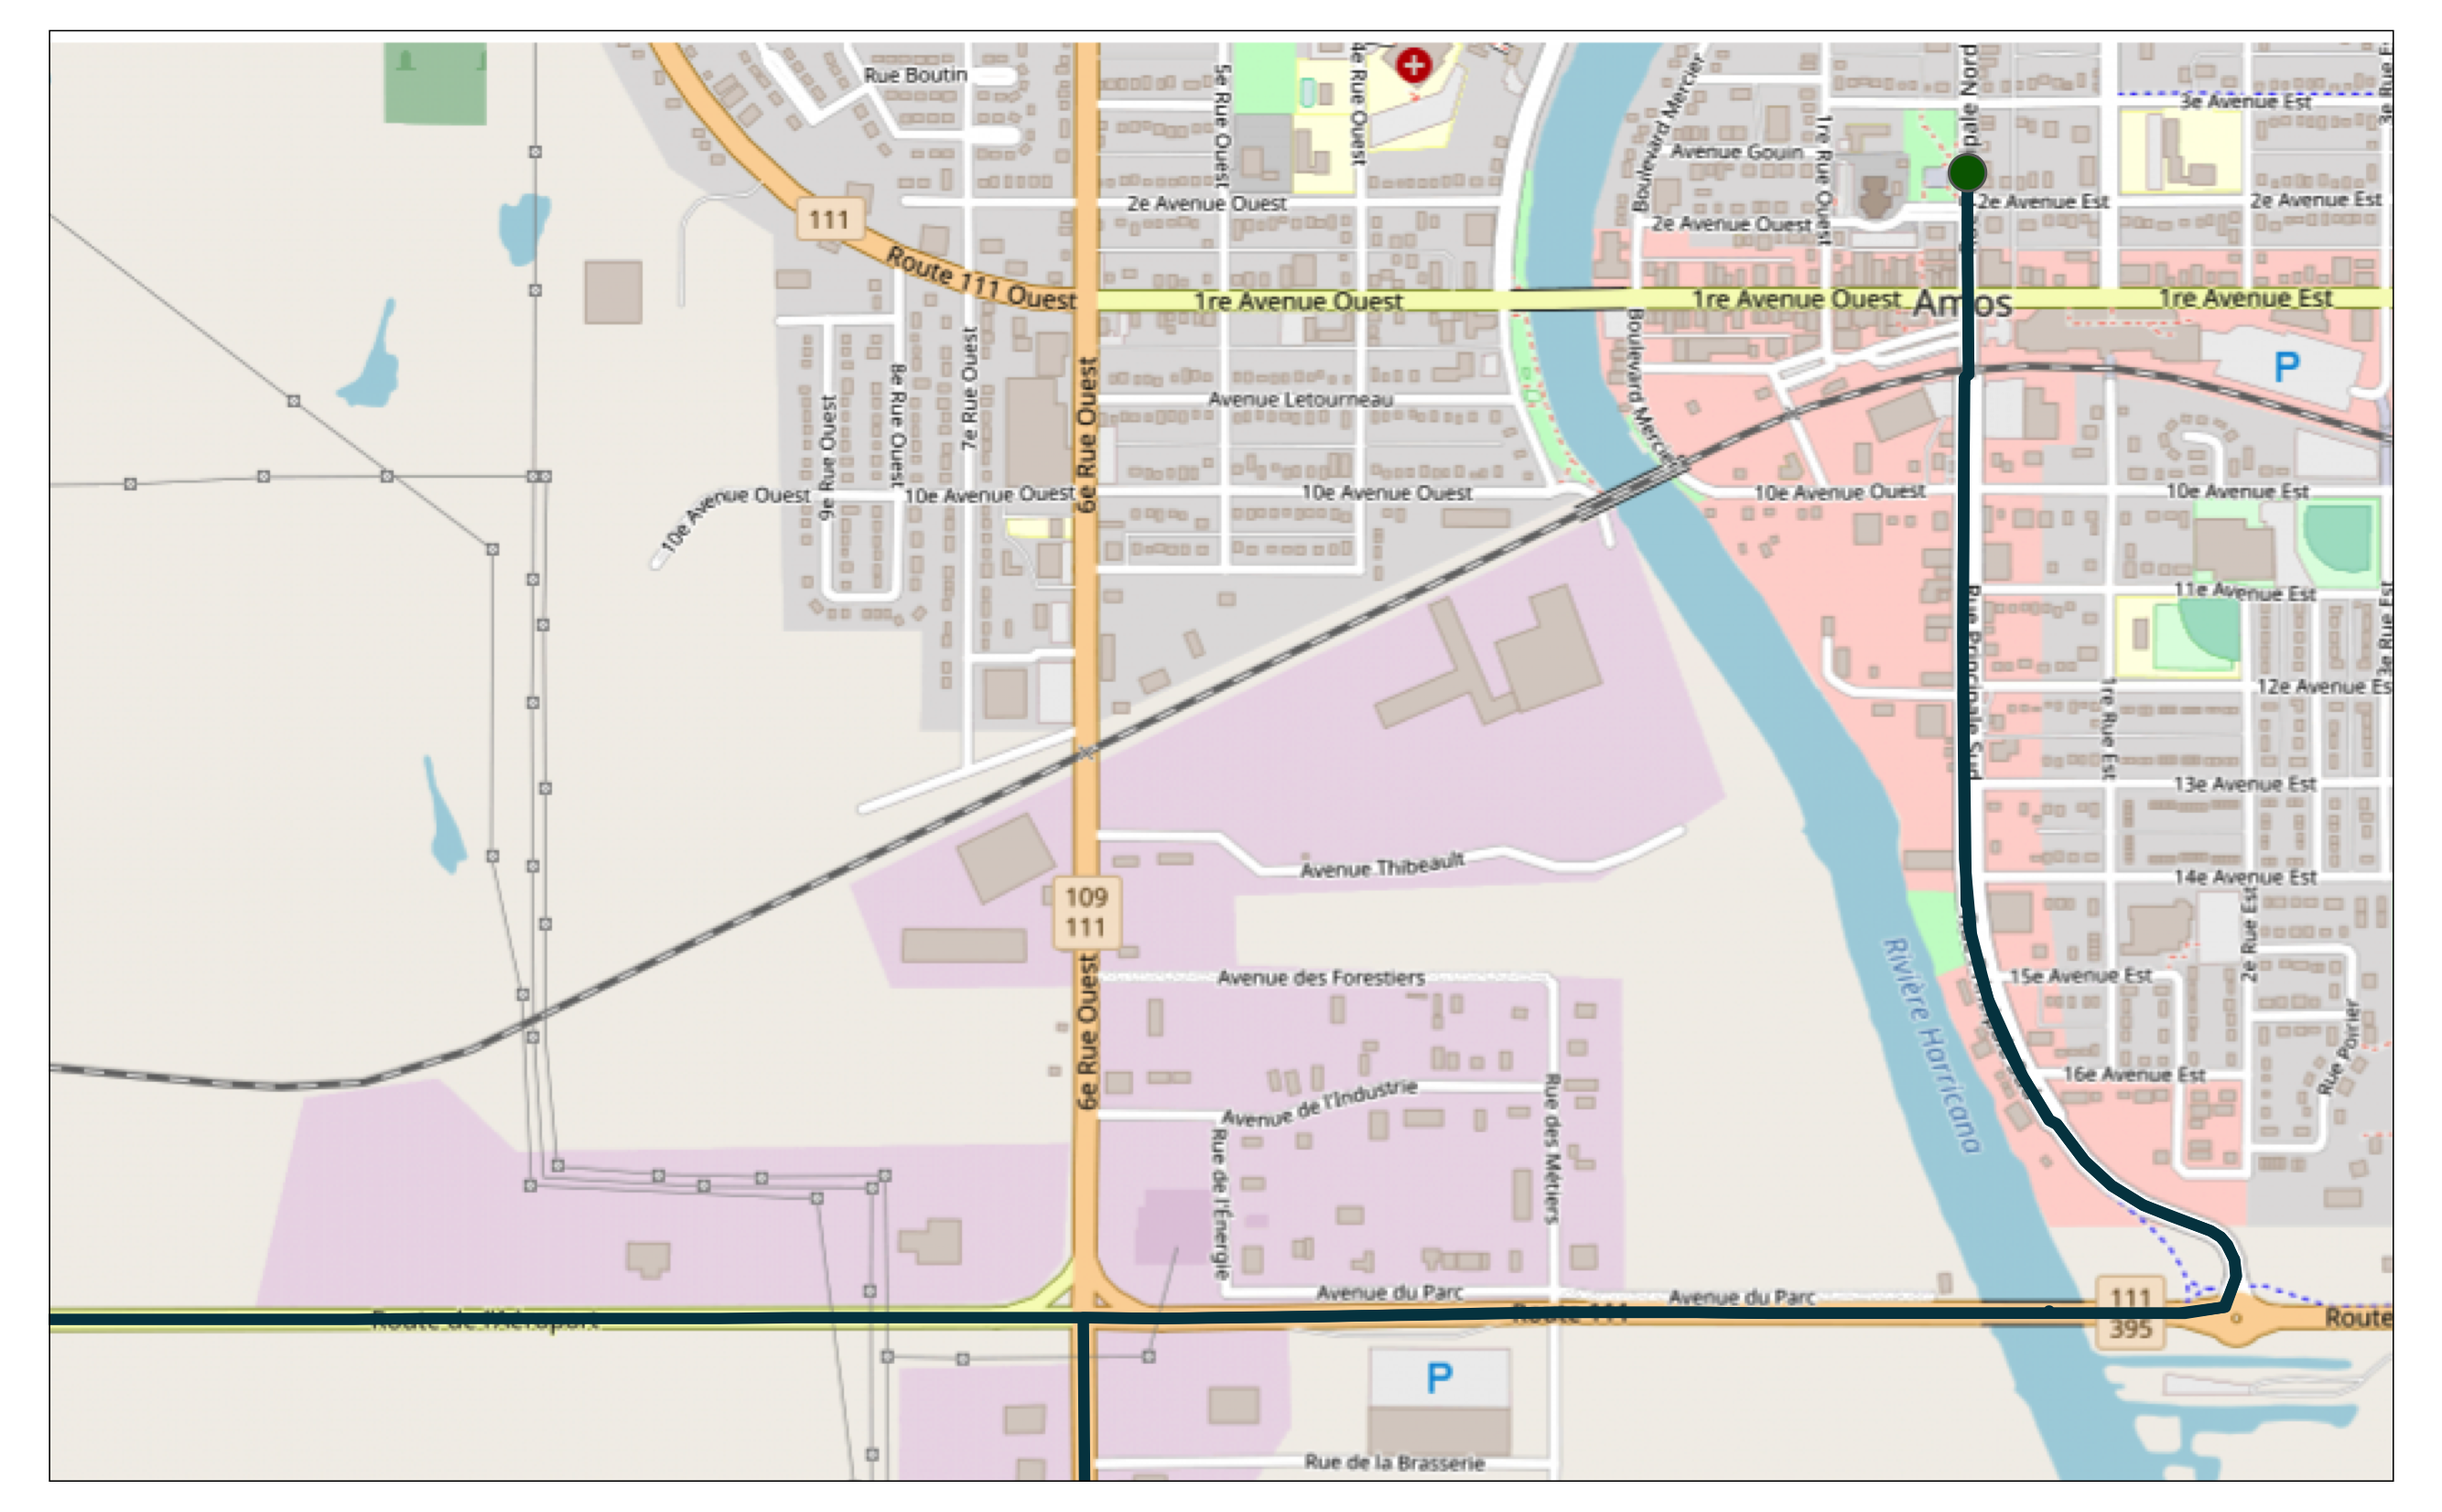 Rue Boutin
5e Rue Ouest
4e Rue Ouest
Boulevard Mercier
Avenue Gouin
1re Rue Ouest
pale Nord
3e Avenue Est
3e Rue E
2e Avenue Ouest
2e Avenue Ouest
2e Avenue Est
2e Avenue Est
111
Route 111 Ouest
1re Avenue Ouest
1re Avenue Ouest
Amos
1re Avenue Est
P
Boulevard Mercier
6e Rue Ouest
7e Rue Ouest
8e Rue Ouest
9e Rue Ouest
Avenue Letourneau
10e Avenue Ouest
10e Avenue Ouest
10e Avenue Ouest
10e Avenue Ouest
10e Avenue Est
11e Avenue Est
Rue Principale Sud
3e Rue Est
12e Avenue Es
1re Rue Est
13e Avenue Est
Avenue Thibeault
14e Avenue Est
109
111
2e Rue Est
Rivière Harricana
15e Avenue Est
Avenue des Forestiers
6e Rue Ouest
Rue Poirier
16e Avenue Est
Avenue de l'Industrie
Rue des Métiers
Rue de l'Énergie
Avenue du Parc
Avenue du Parc
111
395
Route de l'Aéroport
Route 111
Route
P
Rue de la Brasserie